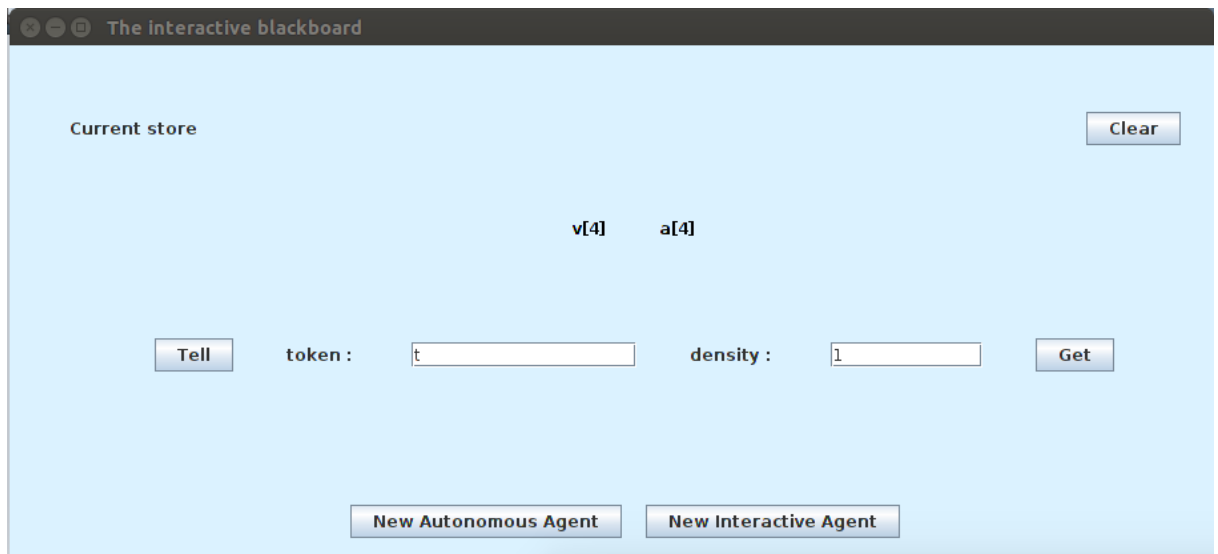 The interactive blackboard
Current store Clear
v[4] a[4]
Tell token : t density : 1 Get
New Autonomous Agent New Interactive Agent